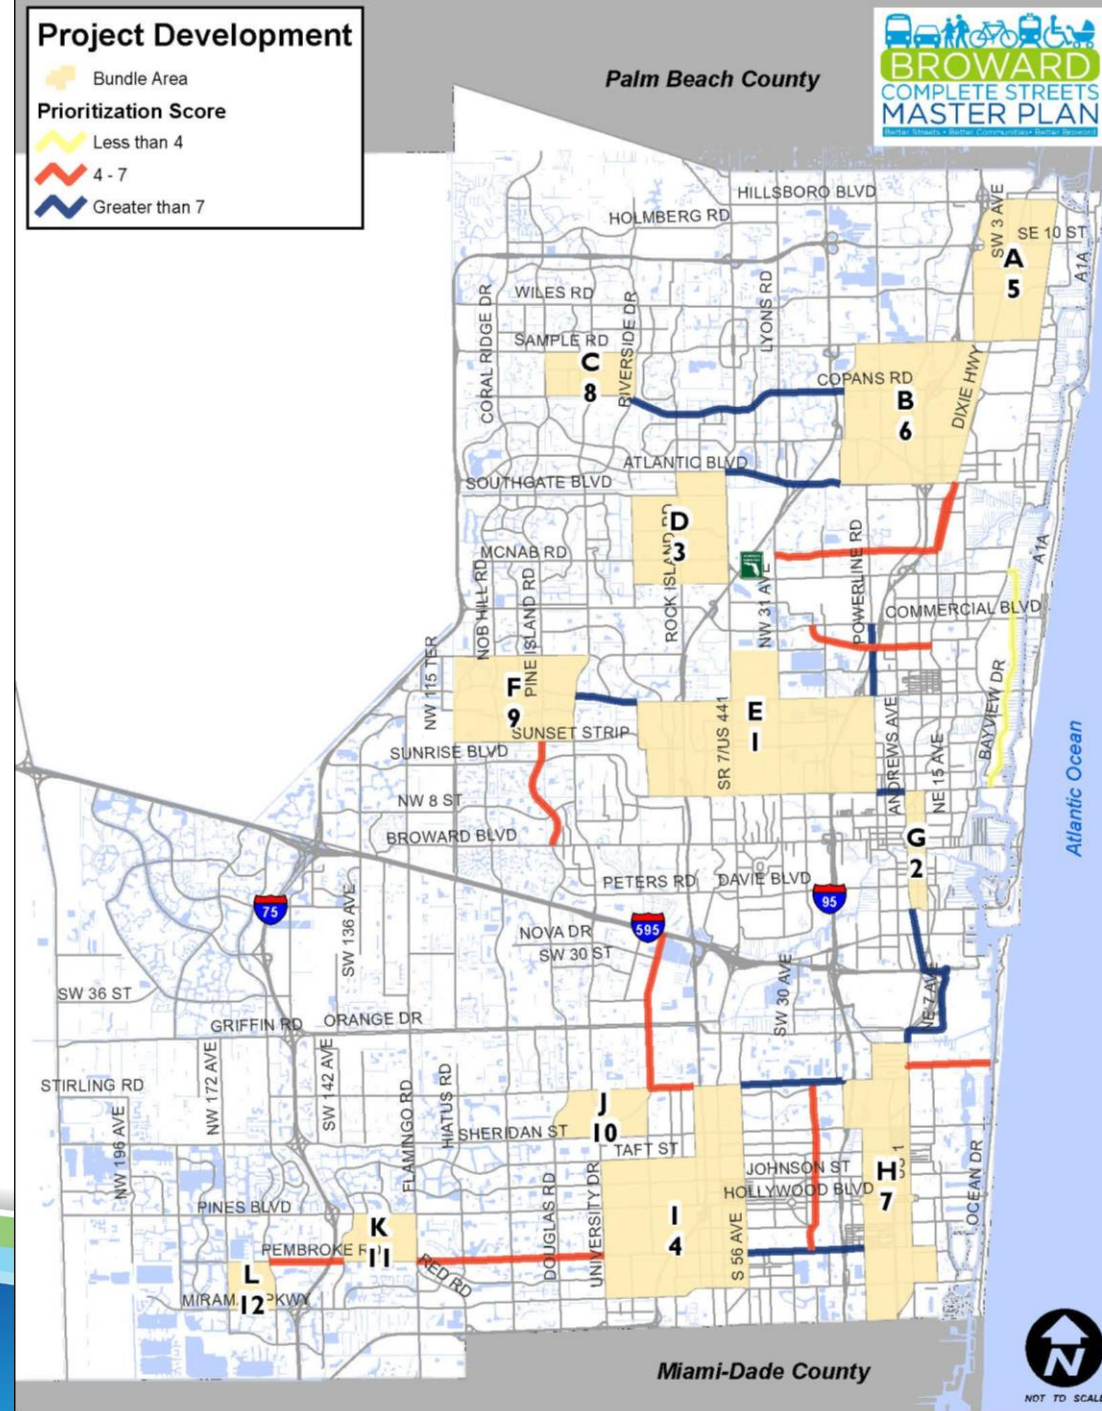 Project Development
Bundle Area
Prioritization Score
Less than 4
4 - 7
Greater than 7
Palm Beach County
BROWARD
COMPLETE STREETS
MASTER PLAN
Better Streets • Better Communities • Better Broward
HILLSBORO BLVD
HOLMBERG RD
SW 3 AVE
SE 10 ST
A
5
A1A
WILES RD
CORAL RIDGE DR
RIVERSIDE DR
LYONS RD
SAMPLE RD
C
8
COPANS RD
B
6
DIXIE HWY
ATLANTIC BLVD
SOUTHGATE BLVD
D
3
ROCK ISLAND RD
MCNAB RD
NOB HILL RD
PINE ISLAND RD
NW 31 AVE
POWERLINE RD
A1A
COMMERCIAL BLVD
NW 115 TER
F
9
SUNSET STRIP
E
1
SR 7/US 441
BAYVIEW DR
ANDREWS AVE
NE 15 AVE
SUNRISE BLVD
NW 8 ST
BROWARD BLVD
G
2
Atlantic Ocean
PETERS RD
DAVIE BLVD
75
95
595
SW 136 AVE
NOVA DR
SW 30 ST
SW 30 AVE
NE 7 AVE
SW 36 ST
GRIFFIN RD
ORANGE DR
STIRLING RD
NW 172 AVE
SW 142 AVE
FLAMINGO RD
HIATUS RD
NW 196 AVE
J
10
SHERIDAN ST
TAFT ST
JOHNSON ST
HOLLYWOOD BLVD
H
7
OCEAN DR
PINES BLVD
K
11
DOUGLAS RD
UNIVERSITY DR
I
4
S 56 AVE
PEMBROKE R
RED RD
L
12
MIRAM
PKWY
Miami-Dade County
N
NOT TO SCALE